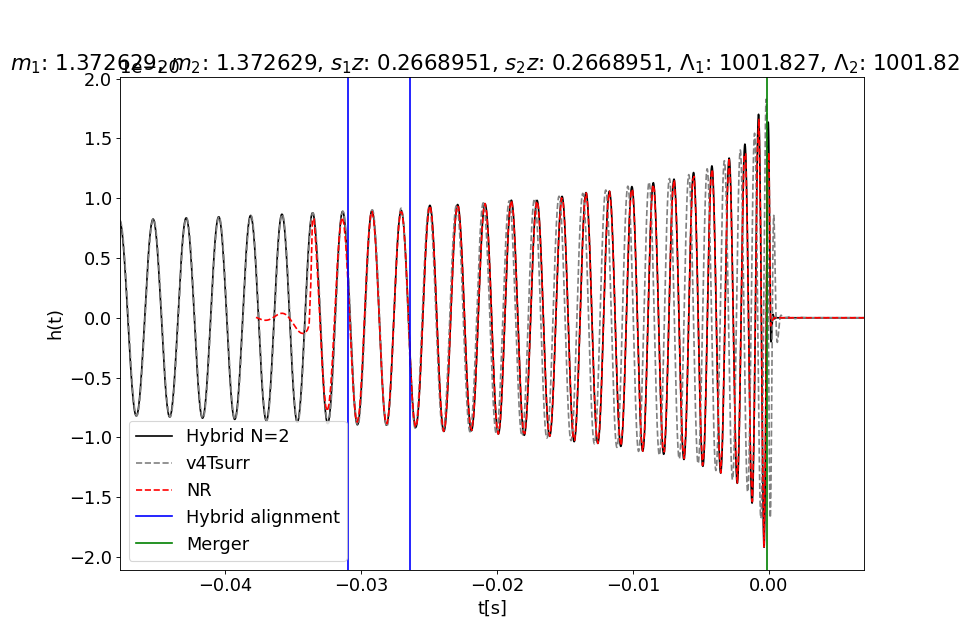 m₁: 1.372629, m₂: 1.372629, s₁z: 0.2668951, s₂z: 0.2668951, Λ₁: 1001.827, Λ₂: 1001.82
1e−20
2.0
1.5
1.0
0.5
0.0
−0.5
−1.0
−1.5
−2.0
h(t)
Hybrid N=2
v4Tsurr
NR
Hybrid alignment
Merger
−0.04 −0.03 −0.02 −0.01 0.00
t[s]